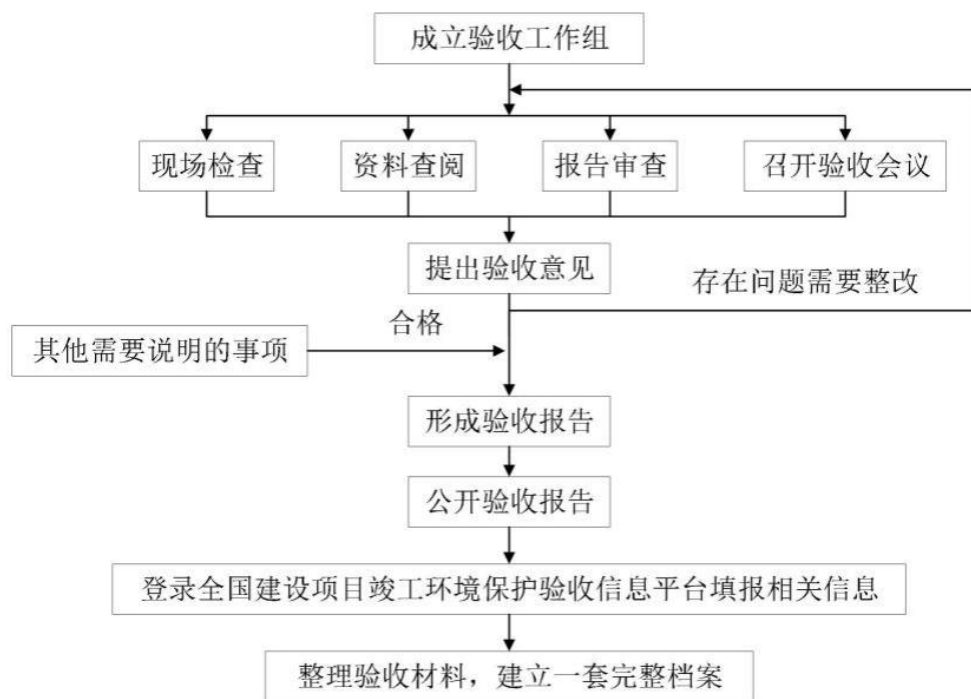 成立验收工作组
现场检查
资料查阅
报告审查
召开验收会议
提出验收意见
存在问题需要整改
合格
其他需要说明的事项
形成验收报告
公开验收报告
登录全国建设项目竣工环境保护验收信息平台填报相关信息
整理验收材料，建立一套完整档案